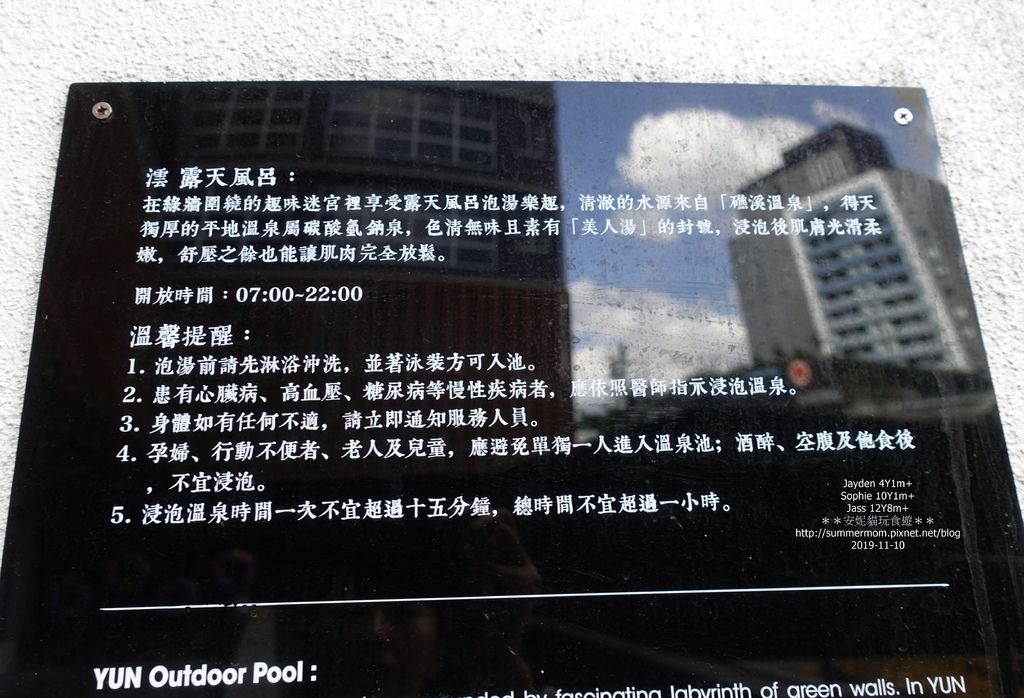 澐 露天風呂：
在綠牆圍繞的趣味迷宮裡享受露天風呂泡湯樂趣，清澈的水源來自「礁溪溫泉」，得天
獨厚的平地溫泉屬碳酸氫鈉泉，色清無味且素有「美人湯」的封號，浸泡後肌膚光滑柔
嫩，舒壓之餘也能讓肌肉完全放鬆。
開放時間：07:00~22:00
溫馨提醒：
1. 泡湯前請先淋浴沖洗，並著泳裝方可入池。
2. 患有心臟病、高血壓、糖尿病等慢性疾病者，應依照醫師指示浸泡溫泉。
3. 身體如有任何不適，請立即通知服務人員。
4. 孕婦、行動不便者、老人及兒童，應避免單獨一人進入溫泉池；酒醉、空腹及飽食後
，不宜浸泡。
5. 浸泡溫泉時間一次不宜超過十五分鐘，總時間不宜超過一小時。
Jayden 4Y1m+
Sophie 10Y1m+
Jass 12Y8m+
＊＊安妮貓玩食遊＊＊
http://summermom.pixnet.net/blog
2019-11-10
YUN Outdoor Pool :
by fascinating labyrinth of green walls. In YUN